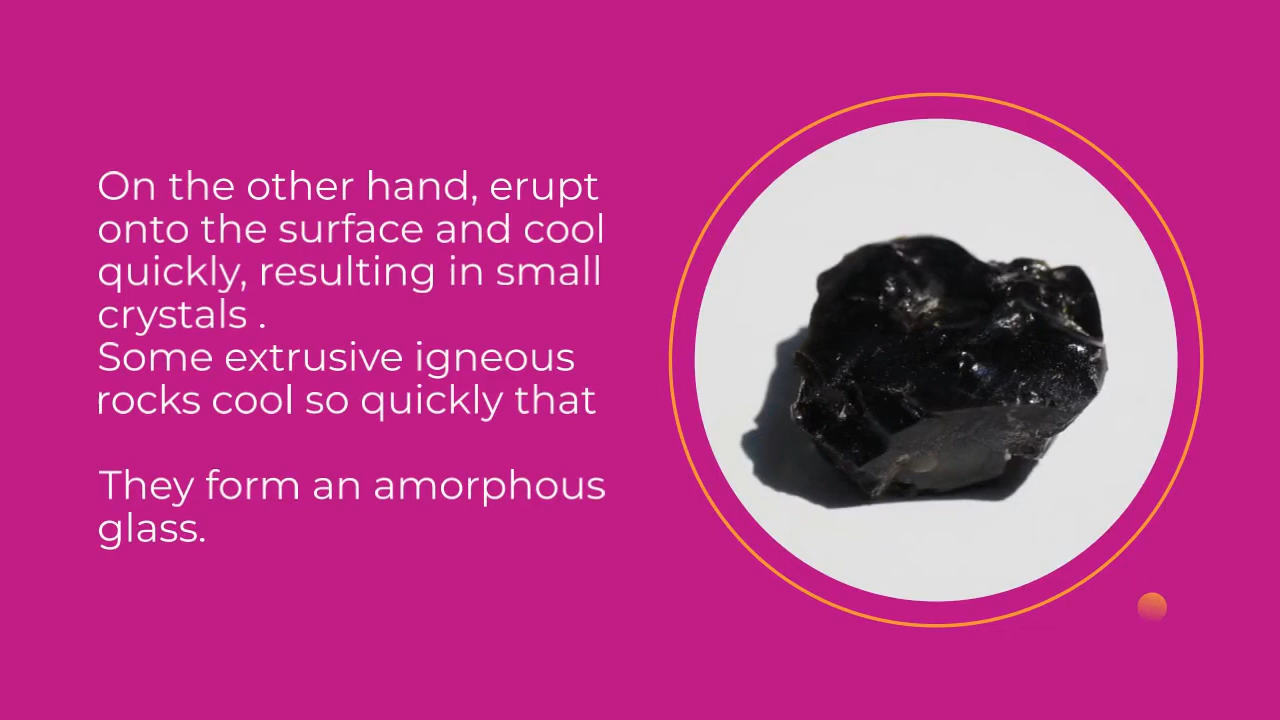 On the other hand, erupt
onto the surface and cool
quickly, resulting in small
crystals .
Some extrusive igneous
rocks cool so quickly that
They form an amorphous
glass.